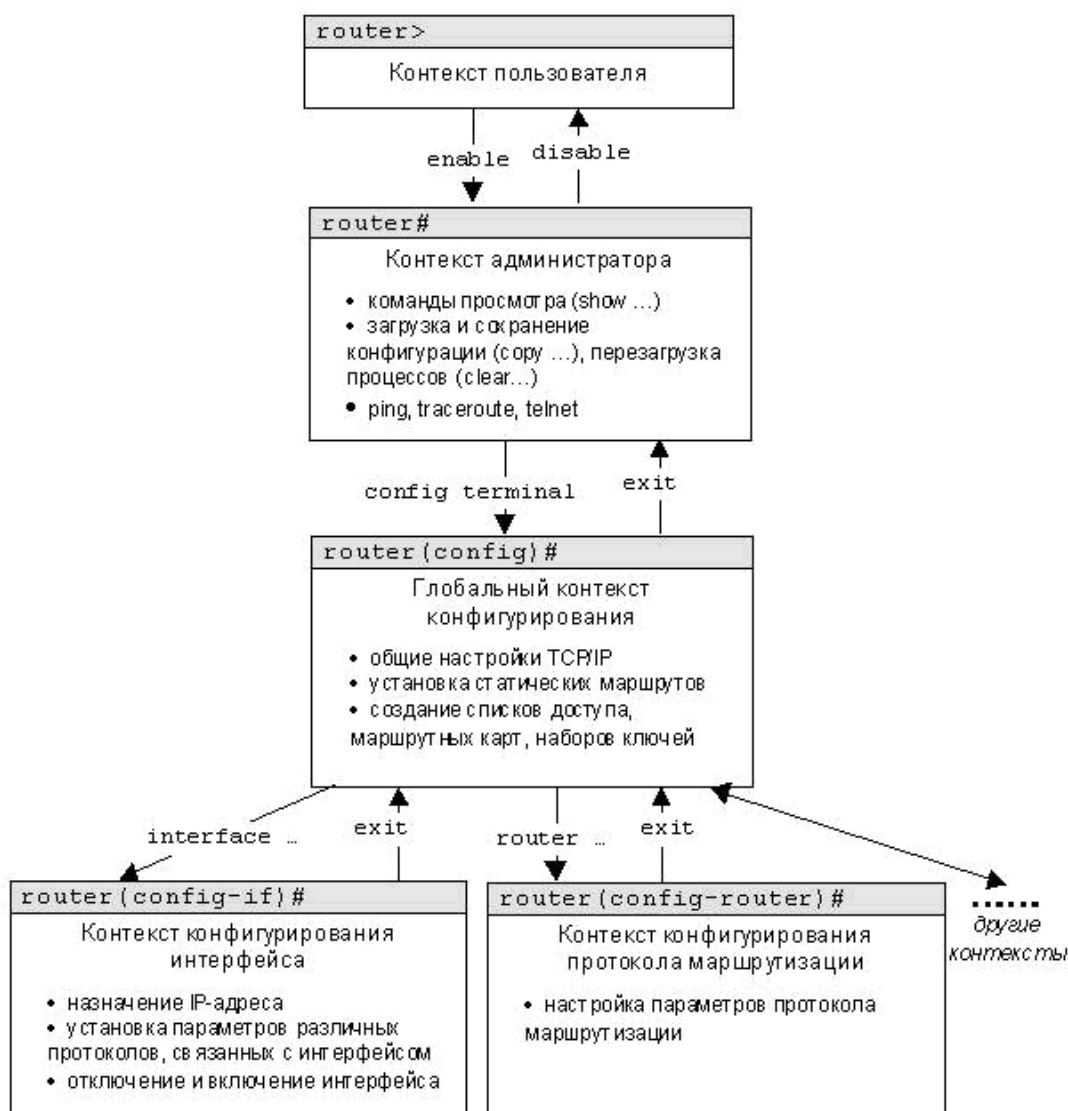 router>
Контекст пользователя
enable
disable
router#
Контекст администратора
• команды просмотра (show ...)
• загрузка и сохранение
конфигурации (copy ...), перезагрузка
процессов (clear...)
• ping, traceroute, telnet
config terminal
exit
router(config)#
Глобальный контекст
конфигурирования
• общие настройки TCP/IP
• установка статических маршрутов
• создание списков доступа,
маршрутных карт, наборов ключей
interface ...
exit
router ...
exit
router(config-if)#
Контекст конфигурирования
интерфейса
• назначение IP-адреса
• установка параметров различных
протоколов, связанных с интерфейсом
• отключение и включение интерфейса
router(config-router)#
Контекст конфигурирования
протокола маршрутизации
• настройка параметров протокола
маршрутизации
другие
контексты